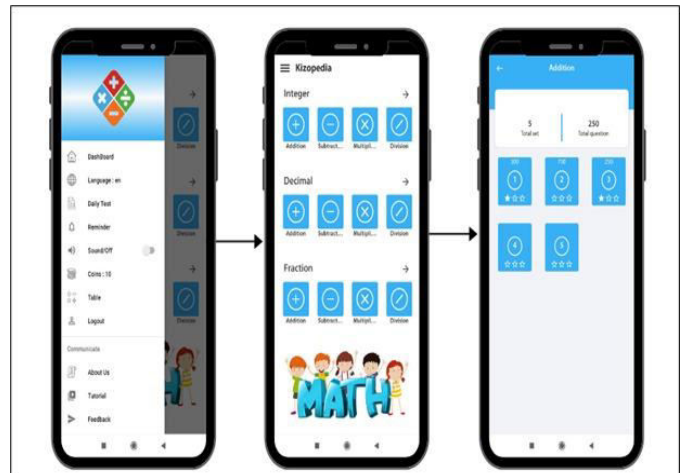 DashBoard
Language : en
Daily Test
Reminder
Sound Off
Coins : 10
Table
Logout
Communicate
About Us
Tutorial
Feedback
Division
Division
Division
Kizopedia
Integer
Addition Subtract... Multipli... Division
Decimal
Addition Subtract... Multipli... Division
Fraction
Addition Subtract... Multipli... Division
MATH
Addition
5 250
Total set Total question
1 2 3
4 5